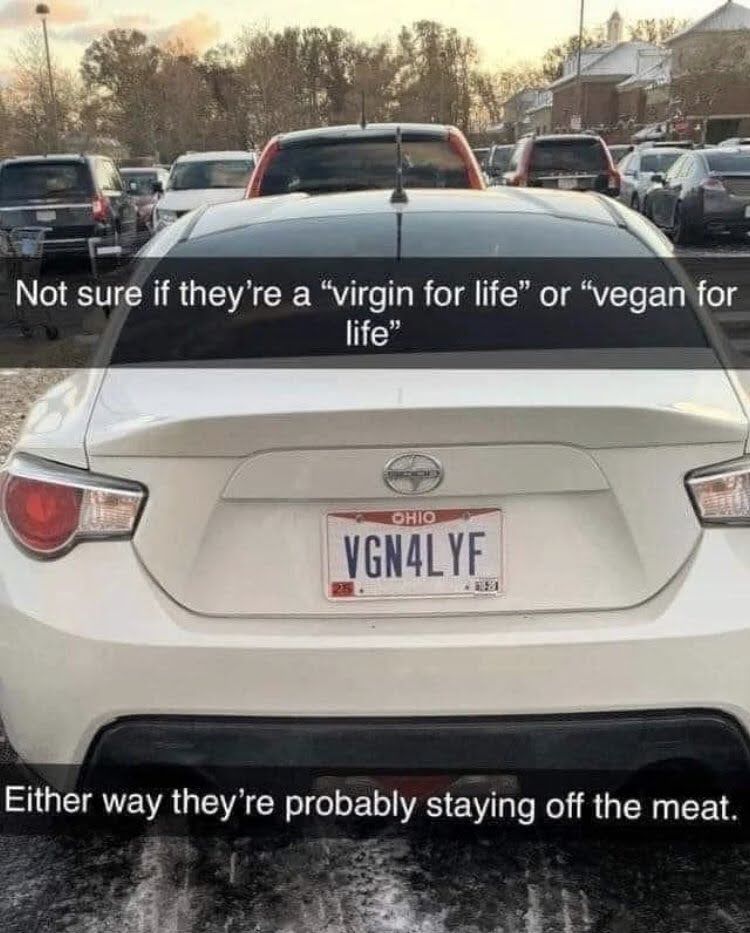 Not sure if they're a “virgin for life” or “vegan for
life”
OHIO
VGN4LYF
25
Either way they're probably staying off the meat.